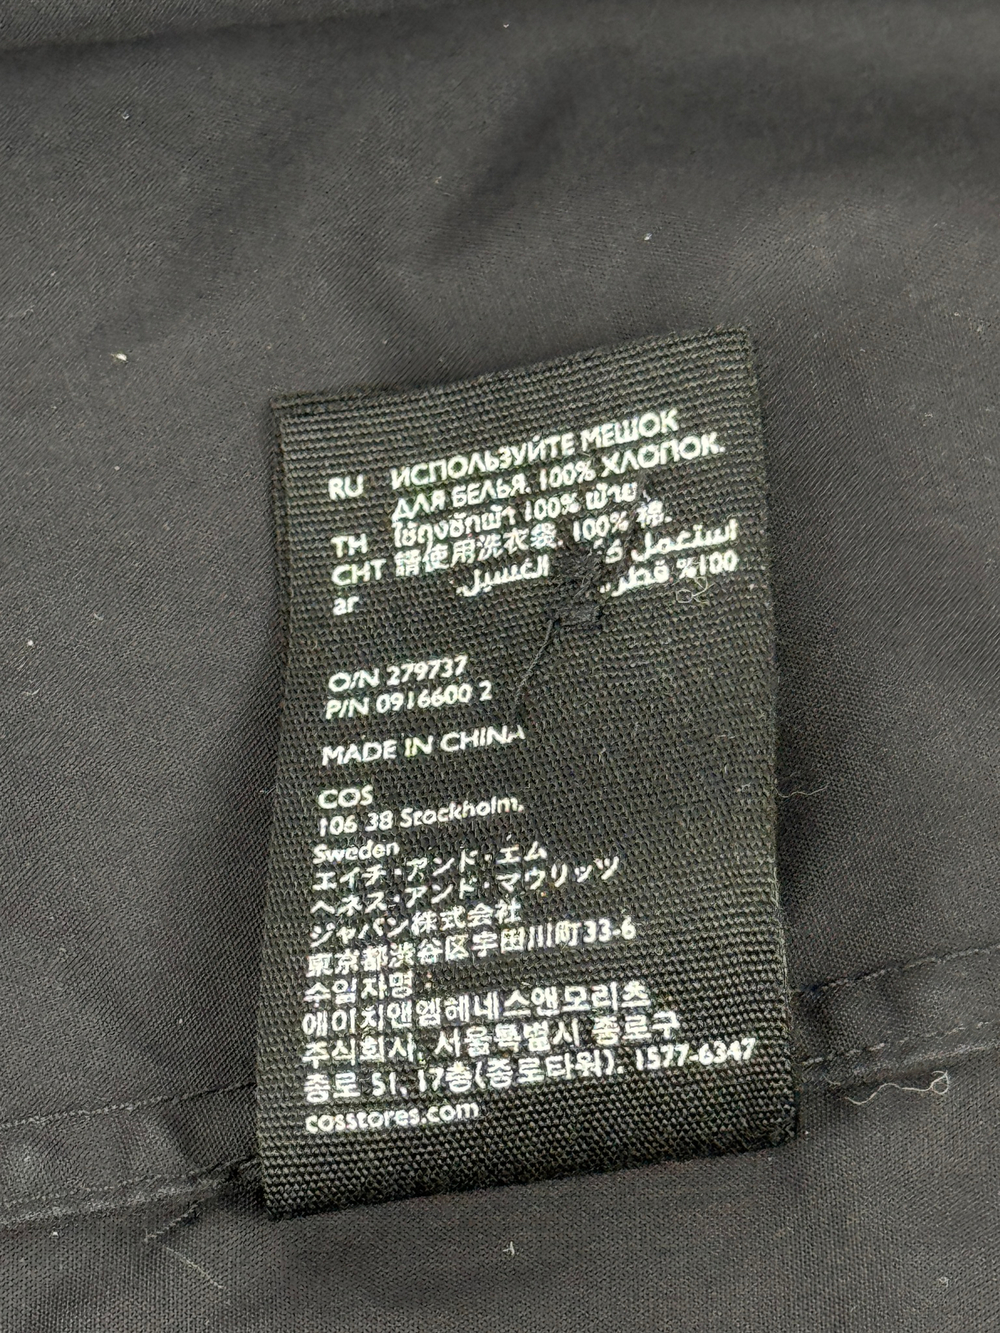 RU ИСПОЛЬЗУЙТЕ МЕШОК
ДЛЯ БЕЛЬЯ. 100% ХЛОПОК.
TH ใช้ถุงซักผ้า 100% ฝ้าย
CHT 請使用洗衣袋. 100% 棉.
ar استعمل
الغسيل. 100% قطن.
O/N 279737
P/N 0916600 2
MADE IN CHINA
COS
106 38 Stockholm,
Sweden
エイチ・アンド・エム
ヘネス・アンド・マウリッツ
ジャパン株式会社
東京都渋谷区宇田川町33-6
수입자명 :
에이치앤엠헤네스앤모리츠
주식회사, 서울특별시 종로구
종로 51, 17층(종로타워). 1577-6347
cosstores.com